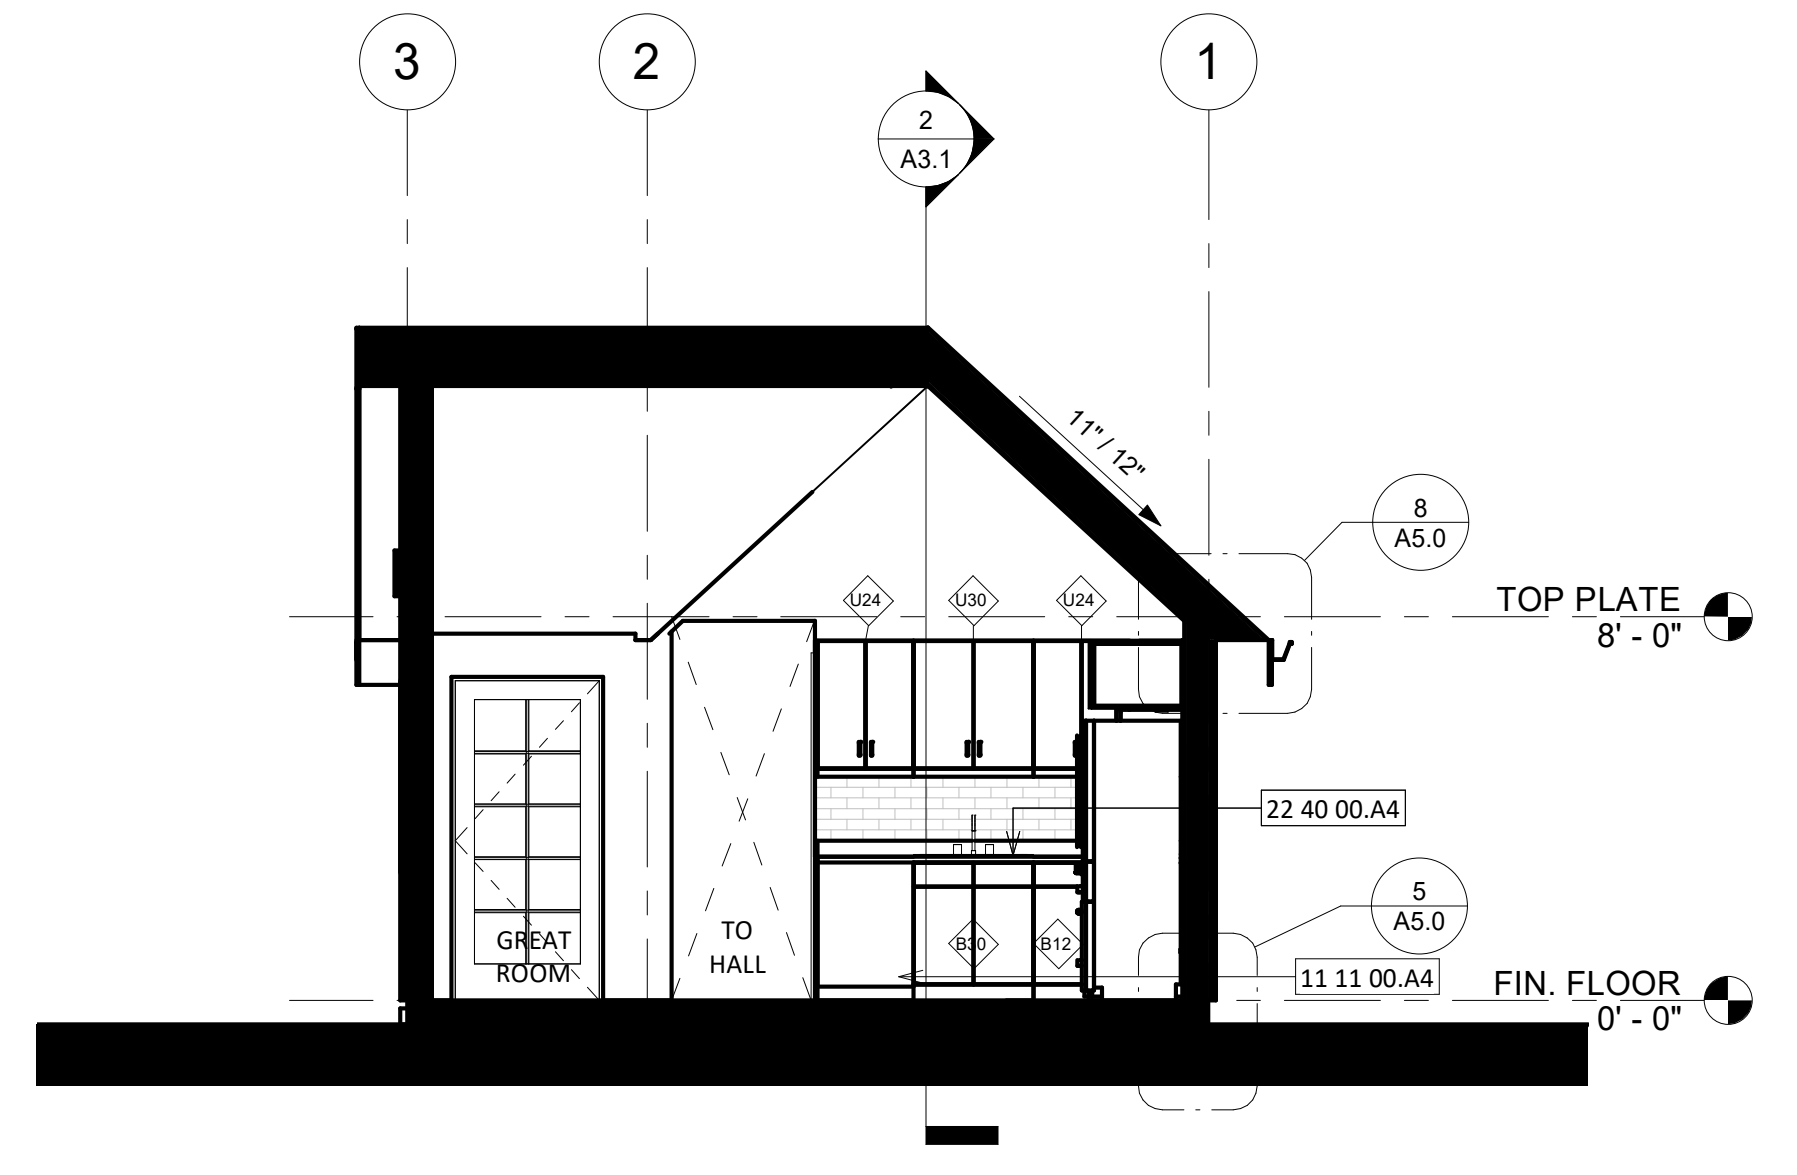 3
2
1
2
A3.1
11" / 12"
8
A5.0
TOP PLATE
8' - 0"
U24
U30
U24
22 40 00.A4
5
A5.0
GREAT
ROOM
TO
HALL
B30
B12
11 11 00.A4
FIN. FLOOR
0' - 0"